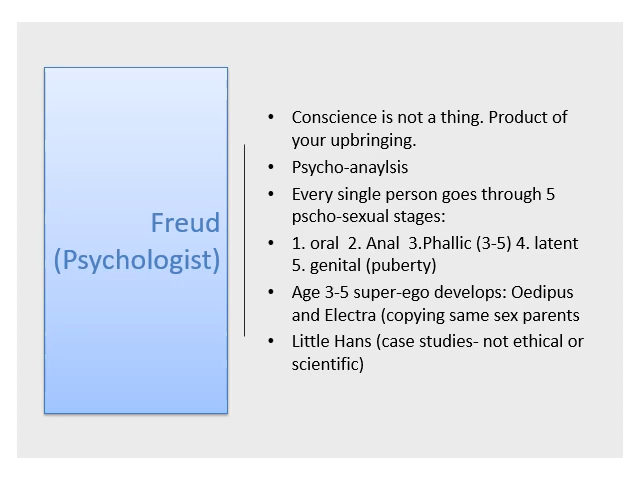 Freud
(Psychologist)
• Conscience is not a thing. Product of
your upbringing.
• Psycho-anaylsis
• Every single person goes through 5
pscho-sexual stages:
• 1. oral  2. Anal  3.Phallic (3-5) 4. latent
5. genital (puberty)
• Age 3-5 super-ego develops: Oedipus
and Electra (copying same sex parents
• Little Hans (case studies- not ethical or
scientific)